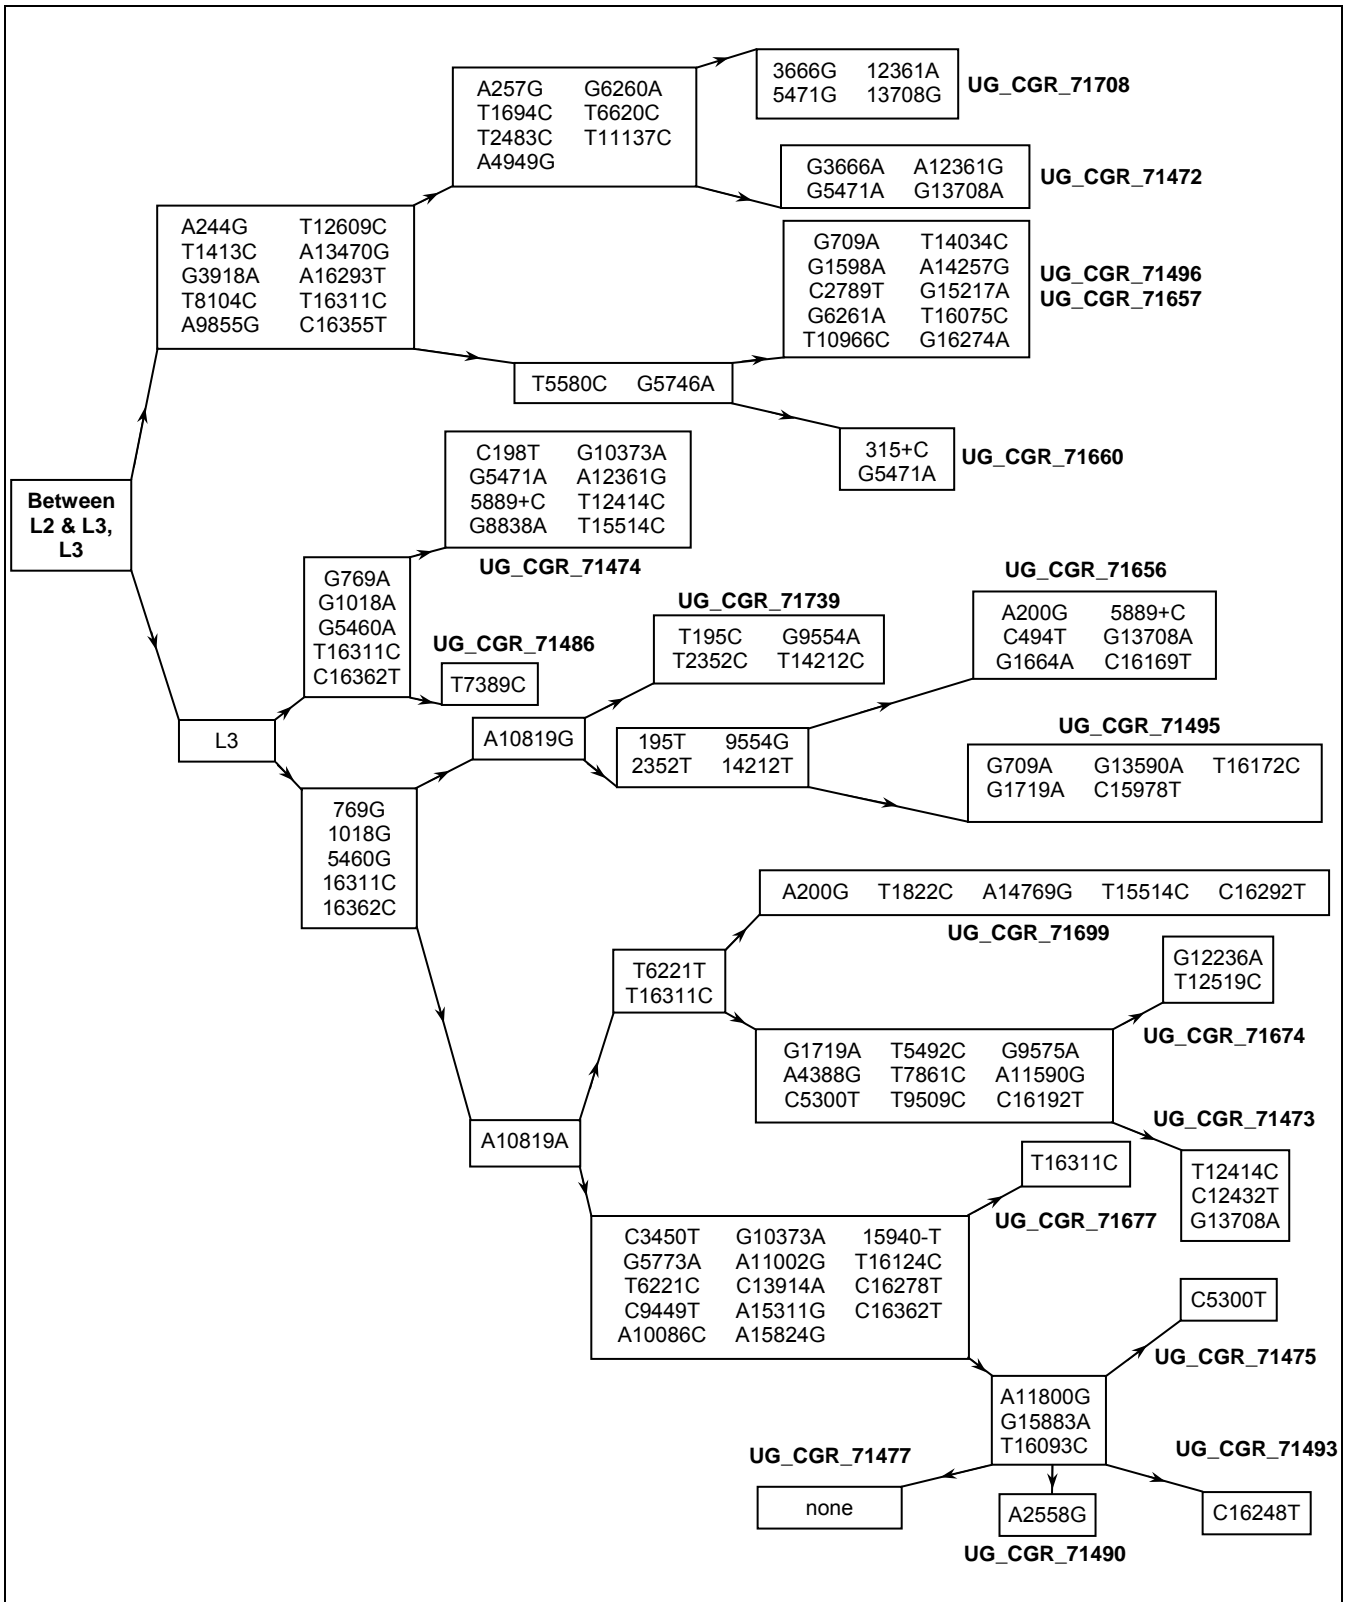 3666G 12361A
5471G 13708G
UG_CGR_71708
A257G G6260A
T1694C T6620C
T2483C T11137C
A4949G
G3666A A12361G
G5471A G13708A
UG_CGR_71472
A244G T12609C
T1413C A13470G
G3918A A16293T
T8104C T16311C
A9855G C16355T
G709A T14034C
G1598A A14257G
C2789T G15217A
G6261A T16075C
T10966C G16274A
UG_CGR_71496
UG_CGR_71657
T5580C G5746A
315+C
G5471A
UG_CGR_71660
Between
L2 & L3,
L3
C198T G10373A
G5471A A12361G
5889+C T12414C
G8838A T15514C
UG_CGR_71474
G769A
G1018A
G5460A
T16311C
C16362T
UG_CGR_71486
T7389C
L3
UG_CGR_71739
T195C G9554A
T2352C T14212C
A10819G
195T 9554G
2352T 14212T
UG_CGR_71656
A200G 5889+C
C494T G13708A
G1664A C16169T
UG_CGR_71495
G709A G13590A T16172C
G1719A C15978T
769G
1018G
5460G
16311C
16362C
A200G T1822C A14769G T15514C C16292T
UG_CGR_71699
T6221T
T16311C
G12236A
T12519C
UG_CGR_71674
G1719A T5492C G9575A
A4388G T7861C A11590G
C5300T T9509C C16192T
UG_CGR_71473
T12414C
C12432T
G13708A
A10819A
T16311C
UG_CGR_71677
C3450T G10373A 15940-T
G5773A A11002G T16124C
T6221C C13914A C16278T
C9449T A15311G C16362T
A10086C A15824G
C5300T
UG_CGR_71475
A11800G
G15883A
T16093C
UG_CGR_71477
none
A2558G
UG_CGR_71490
UG_CGR_71493
C16248T